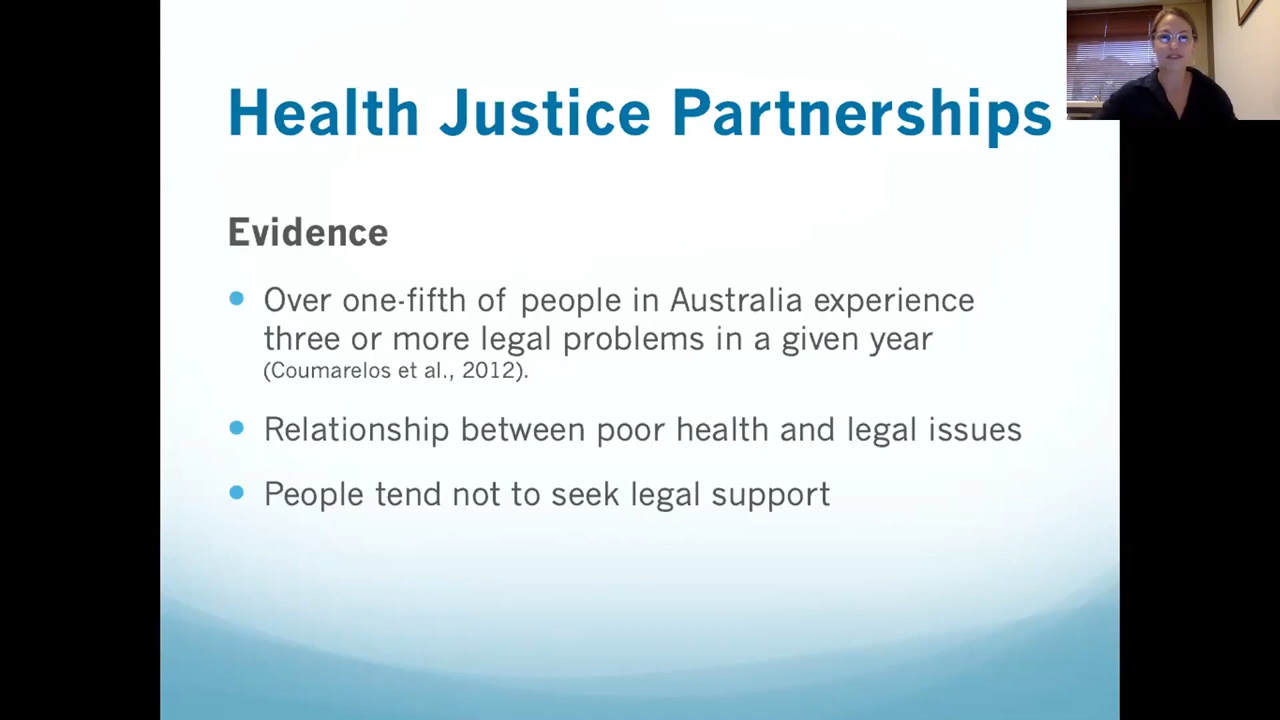 Health Justice Partnerships
Evidence
Over one-fifth of people in Australia experience
three or more legal problems in a given year
(Coumarelos et al., 2012).
Relationship between poor health and legal issues
People tend not to seek legal support